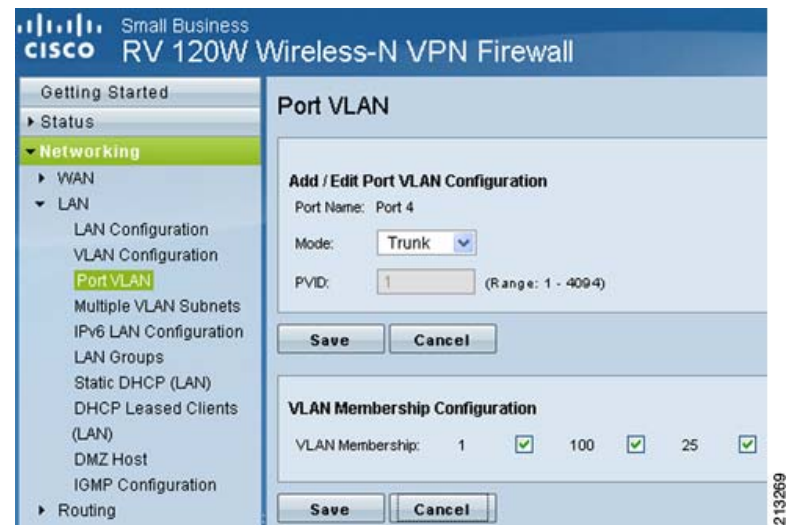 Small Business
CISCO RV 120W Wireless-N VPN Firewall
Getting Started
Status
Networking
WAN
LAN
LAN Configuration
VLAN Configuration
Port VLAN
Multiple VLAN Subnets
IPv6 LAN Configuration
LAN Groups
Static DHCP (LAN)
DHCP Leased Clients
(LAN)
DMZ Host
IGMP Configuration
Routing
Port VLAN
Add / Edit Port VLAN Configuration
Port Name: Port 4
Mode: Trunk
PVID: 1 (Range: 1 - 4094)
Save Cancel
VLAN Membership Configuration
VLAN Membership: 1 100 25
Save Cancel
213269